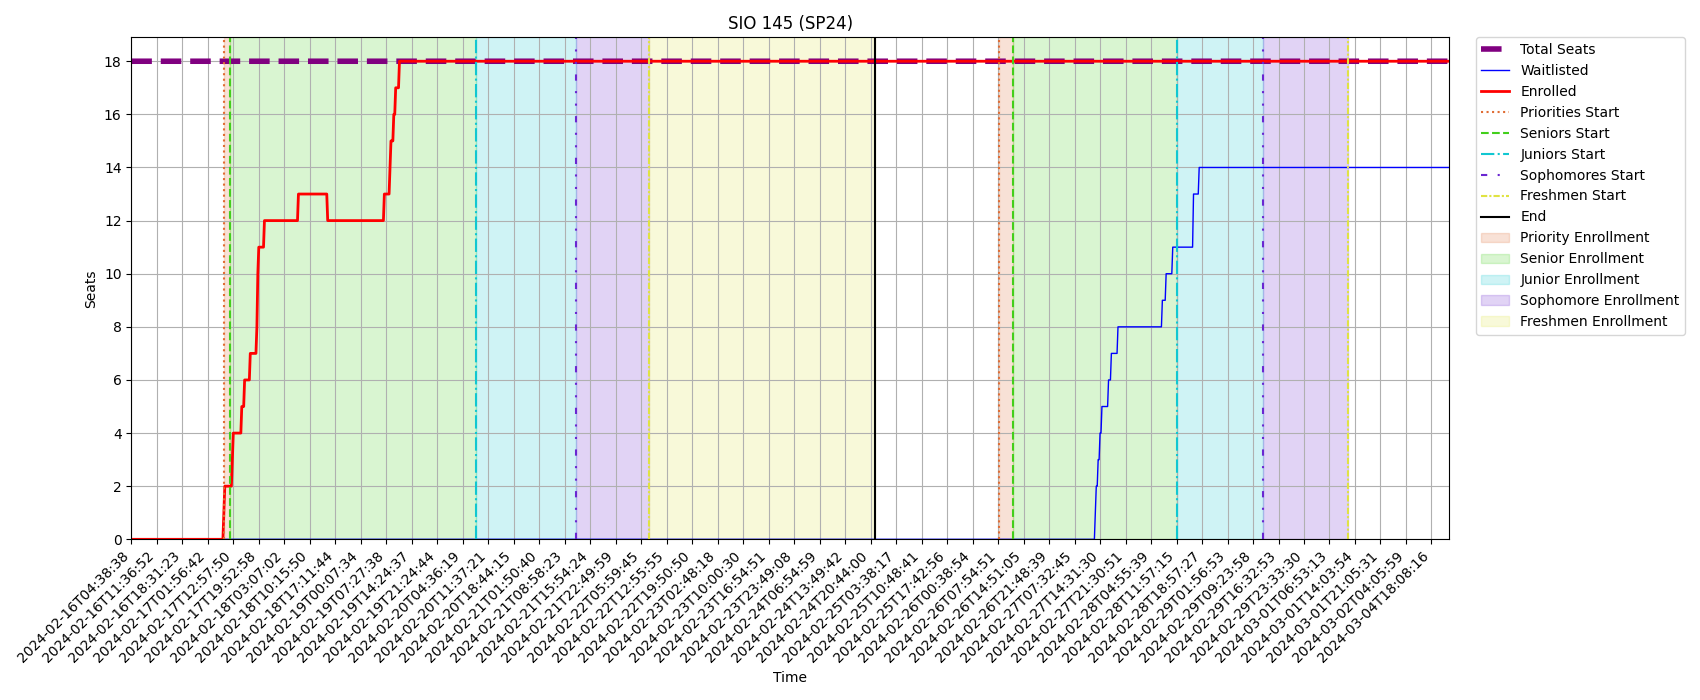 SIO 145 (SP24)
Seats
18
16
14
12
10
8
6
4
2
0
2024-02-16T04:38:38
2024-02-16T11:36:52
2024-02-16T18:31:23
2024-02-17T01:56:42
2024-02-17T12:57:50
2024-02-17T19:52:58
2024-02-18T03:07:02
2024-02-18T10:15:50
2024-02-18T17:11:44
2024-02-19T00:07:34
2024-02-19T07:27:38
2024-02-19T14:24:37
2024-02-19T21:24:44
2024-02-20T04:36:19
2024-02-20T11:37:21
2024-02-20T18:44:15
2024-02-21T01:50:40
2024-02-21T08:58:23
2024-02-21T15:54:24
2024-02-21T22:49:59
2024-02-22T05:59:45
2024-02-22T12:55:55
2024-02-22T19:50:50
2024-02-23T02:48:18
2024-02-23T10:00:30
2024-02-23T16:54:51
2024-02-23T23:49:08
2024-02-24T06:54:59
2024-02-24T13:49:42
2024-02-24T20:44:00
2024-02-25T03:38:17
2024-02-25T10:48:41
2024-02-25T17:42:56
2024-02-26T00:38:54
2024-02-26T07:54:51
2024-02-26T14:51:05
2024-02-26T21:48:39
2024-02-27T07:32:45
2024-02-27T14:31:30
2024-02-27T21:30:51
2024-02-28T04:55:39
2024-02-28T11:57:15
2024-02-28T18:57:27
2024-02-29T01:56:53
2024-02-29T09:23:58
2024-02-29T16:32:53
2024-02-29T23:33:30
2024-03-01T06:53:13
2024-03-01T14:03:54
2024-03-01T21:05:31
2024-03-02T04:05:59
2024-03-04T18:08:16
Time
Total Seats
Waitlisted
Enrolled
Priorities Start
Seniors Start
Juniors Start
Sophomores Start
Freshmen Start
End
Priority Enrollment
Senior Enrollment
Junior Enrollment
Sophomore Enrollment
Freshmen Enrollment